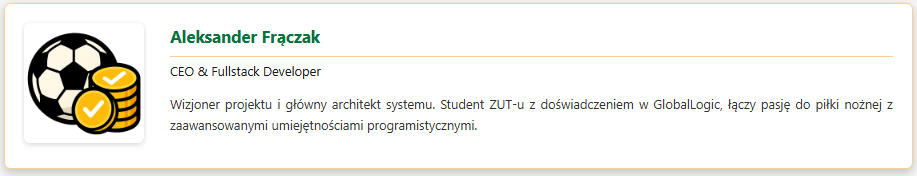 Aleksander Frączak
CEO & Fullstack Developer
Wizjoner projektu i główny architekt systemu. Student ZUT-u z doświadczeniem w GlobalLogic, łączy pasję do piłki nożnej z
zaawansowanymi umiejętnościami programistycznymi.